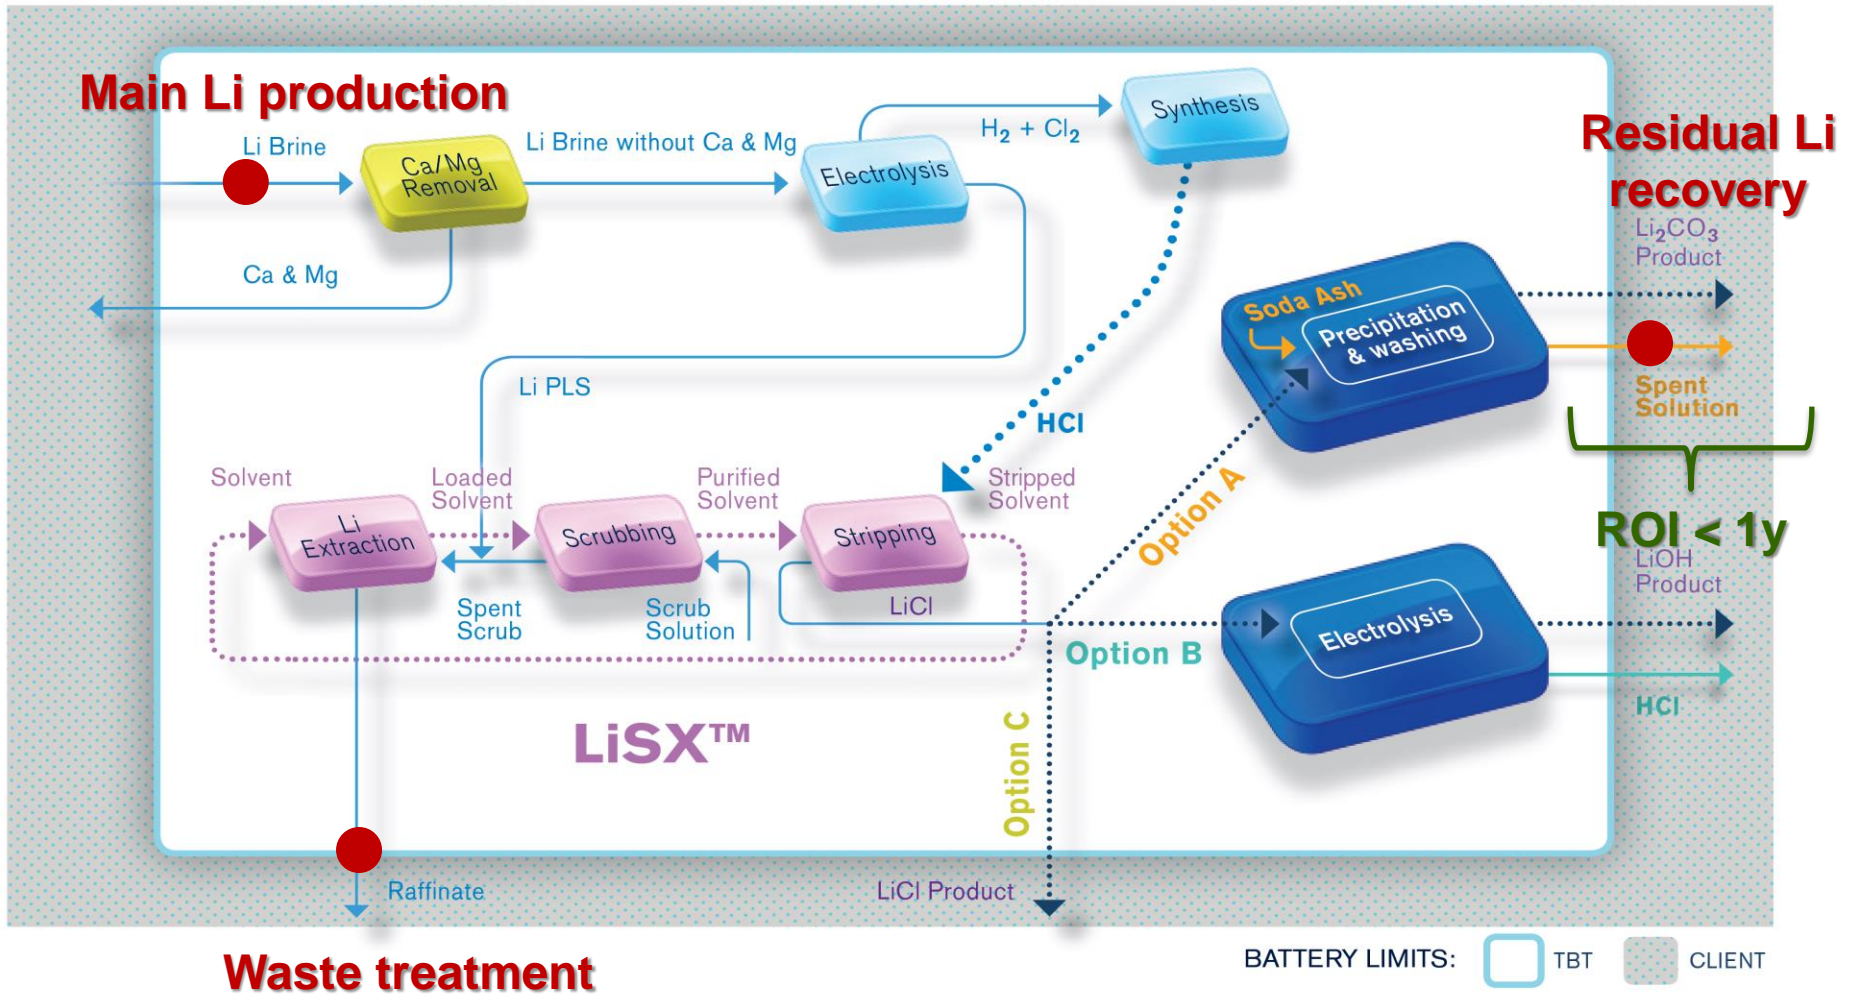 Main Li production
Li Brine
Ca/Mg
Removal
Li Brine without Ca & Mg
Electrolysis
H₂ + Cl₂
Synthesis
Residual Li
recovery
Li₂CO₃
Product
Ca & Mg
Soda Ash
Precipitation
& washing
Spent
Solution
Li PLS
HCl
ROI < 1y
Solvent
Loaded
Solvent
Purified
Solvent
Stripped
Solvent
Li
Extraction
Scrubbing
Stripping
Option A
LiOH
Product
Spent
Scrub
Scrub
Solution
LiCl
Option B
Electrolysis
HCl
LiSX™
Option C
Raffinate
LiCl Product
Waste treatment
BATTERY LIMITS:
TBT
CLIENT